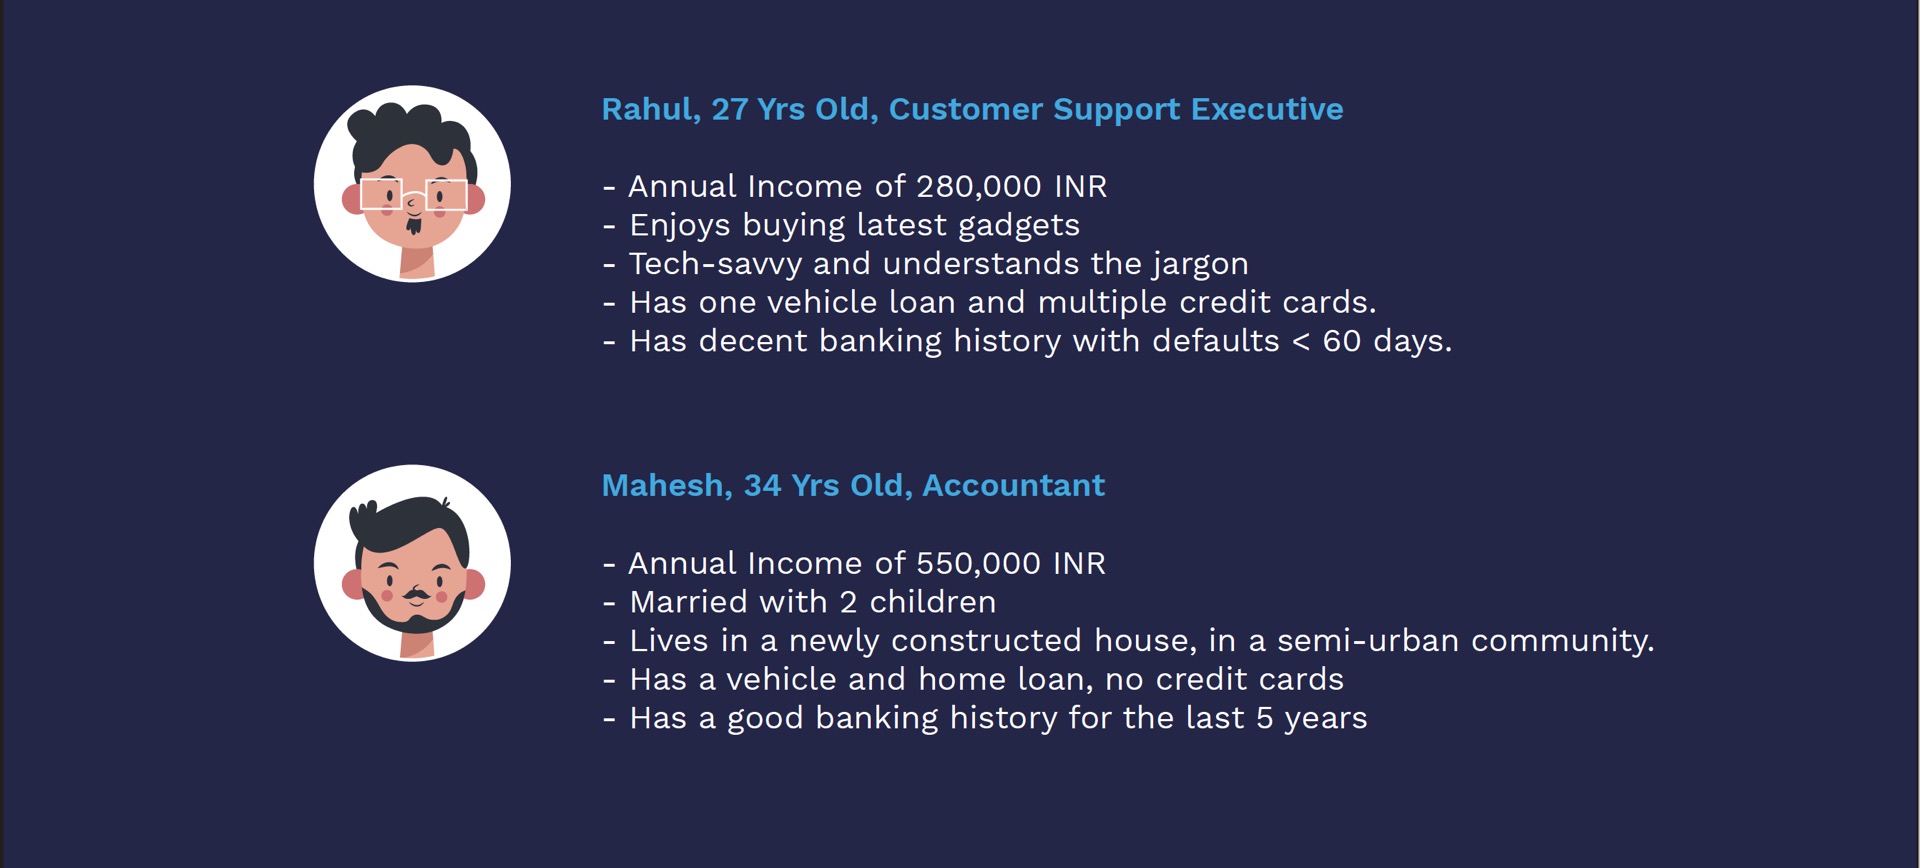 Rahul, 27 Yrs Old, Customer Support Executive
- Annual Income of 280,000 INR
- Enjoys buying latest gadgets
- Tech-savvy and understands the jargon
- Has one vehicle loan and multiple credit cards.
- Has decent banking history with defaults < 60 days.
Mahesh, 34 Yrs Old, Accountant
- Annual Income of 550,000 INR
- Married with 2 children
- Lives in a newly constructed house, in a semi-urban community.
- Has a vehicle and home loan, no credit cards
- Has a good banking history for the last 5 years